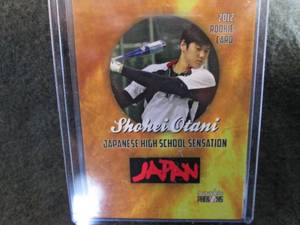 2012
ROOKIE
CARD
Shohei Otani
JAPANESE HIGH SCHOOL SENSATION
JAPAN